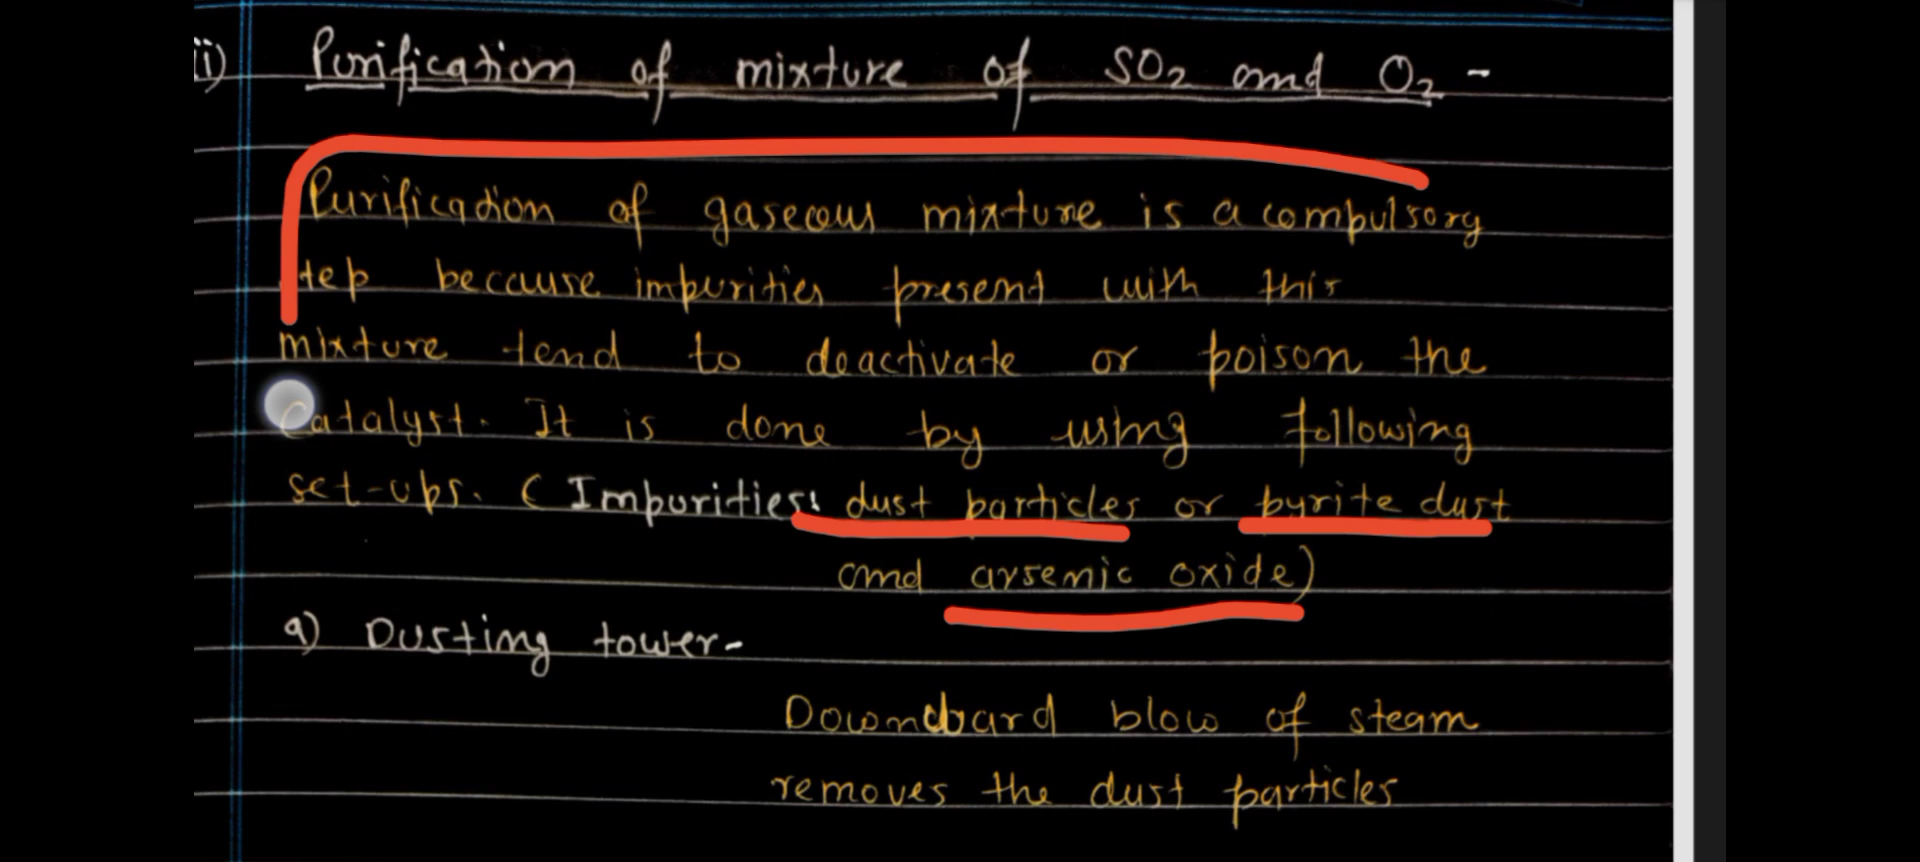 ii) Purification of mixture of SO2 and O2 -
Purification of gaseous mixture is a compulsory
step because impurities present with this
mixture tend to deactivate or poison the
Catalyst. It is done by using following
set-ups. ( Impurities: dust particles or pyrite dust
and arsenic oxide)
a) Dusting tower-
Downward blow of steam
removes the dust particles